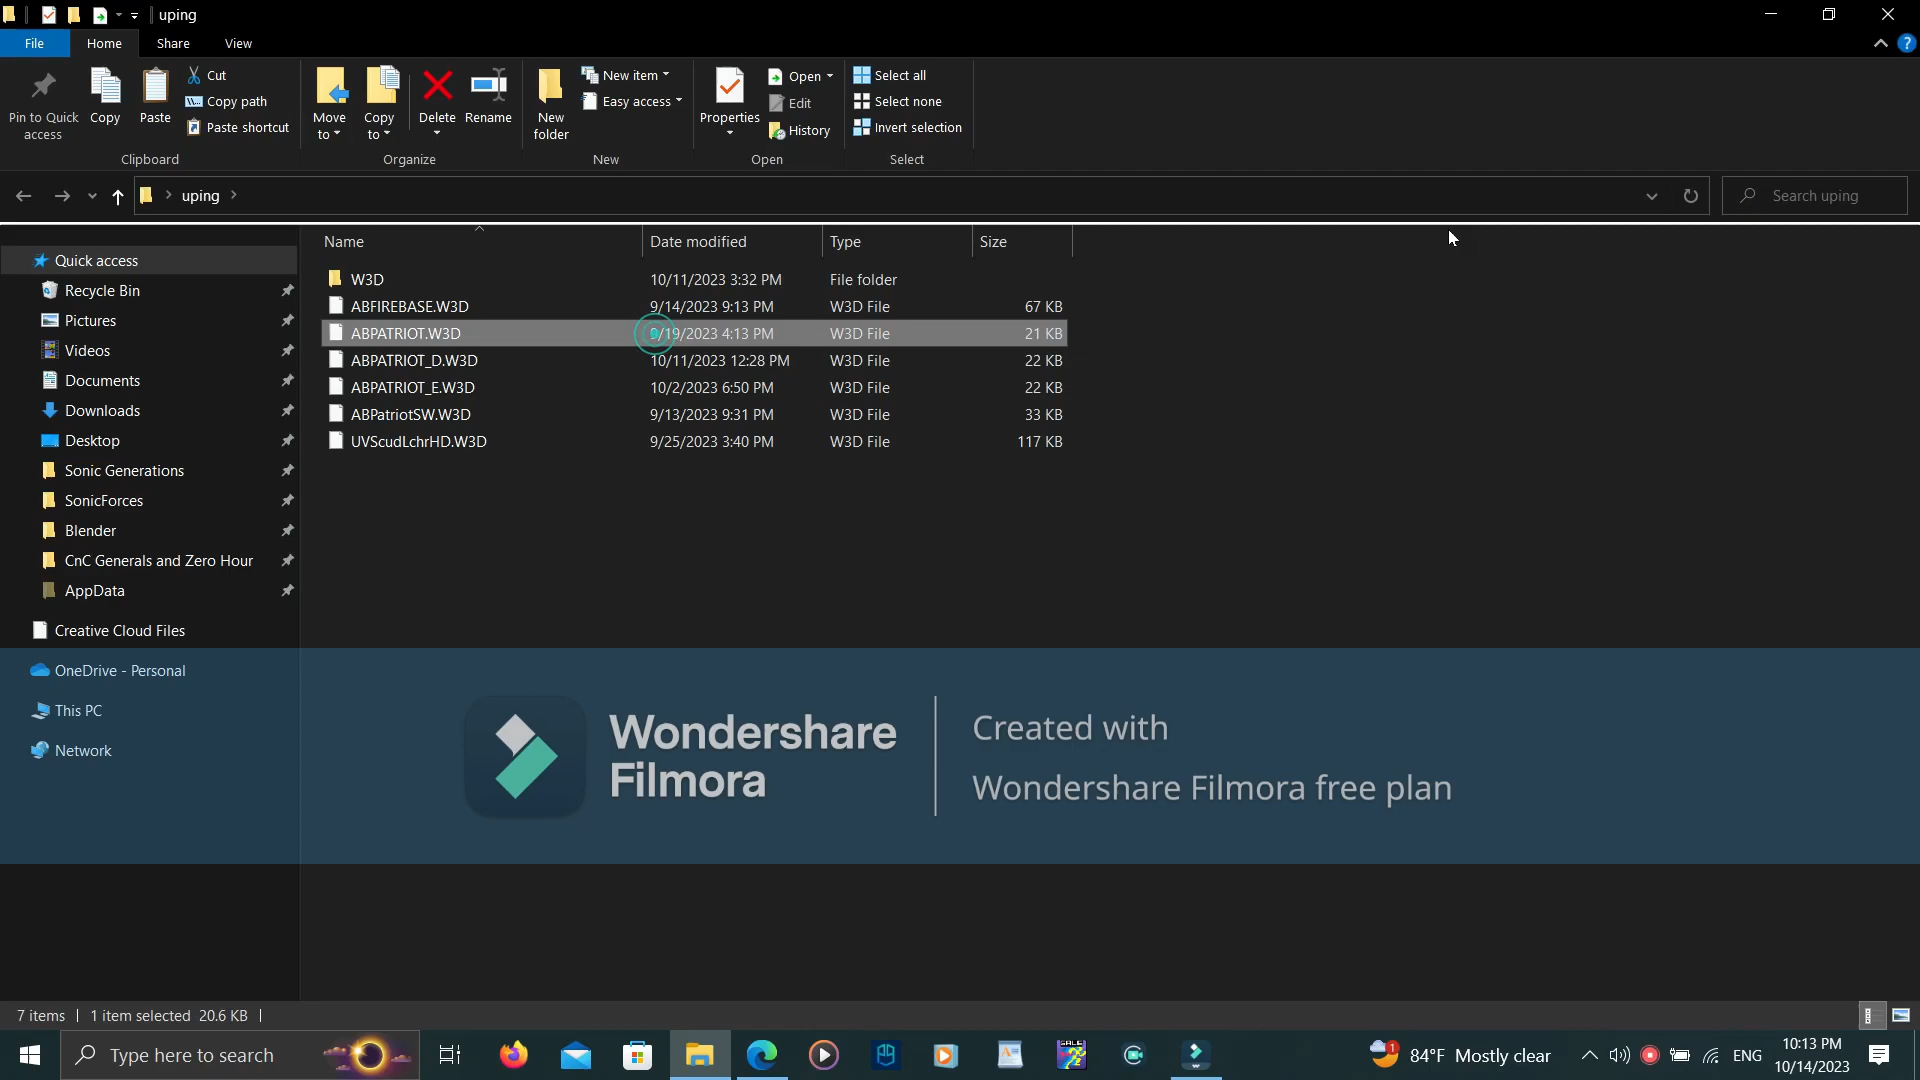 uping
File
Home
Share
View
Pin to Quick
access
Copy
Paste
Cut
Copy path
Paste shortcut
Clipboard
Move
to
Copy
to
Delete
Rename
Organize
New
folder
New item
Easy access
New
Properties
Open
Edit
History
Open
Select all
Select none
Invert selection
Select
uping
Search uping
Name
Date modified
Type
Size
W3D 10/11/2023 3:32 PM File folder
ABFIREBASE.W3D 9/14/2023 9:13 PM W3D File 67 KB
ABPATRIOT.W3D 9/19/2023 4:13 PM W3D File 21 KB
ABPATRIOT_D.W3D 10/11/2023 12:28 PM W3D File 22 KB
ABPATRIOT_E.W3D 10/2/2023 6:50 PM W3D File 22 KB
ABPatriotSW.W3D 9/13/2023 9:31 PM W3D File 33 KB
UVScudLchrHD.W3D 9/25/2023 3:40 PM W3D File 117 KB
Quick access
Recycle Bin
Pictures
Videos
Documents
Downloads
Desktop
Sonic Generations
SonicForces
Blender
CnC Generals and Zero Hour
AppData
Creative Cloud Files
OneDrive - Personal
This PC
Network
Wondershare
Filmora
Created with
Wondershare Filmora free plan
7 items
1 item selected 20.6 KB
Type here to search
SALE
1
84°F Mostly clear
ENG
10:13 PM
10/14/2023